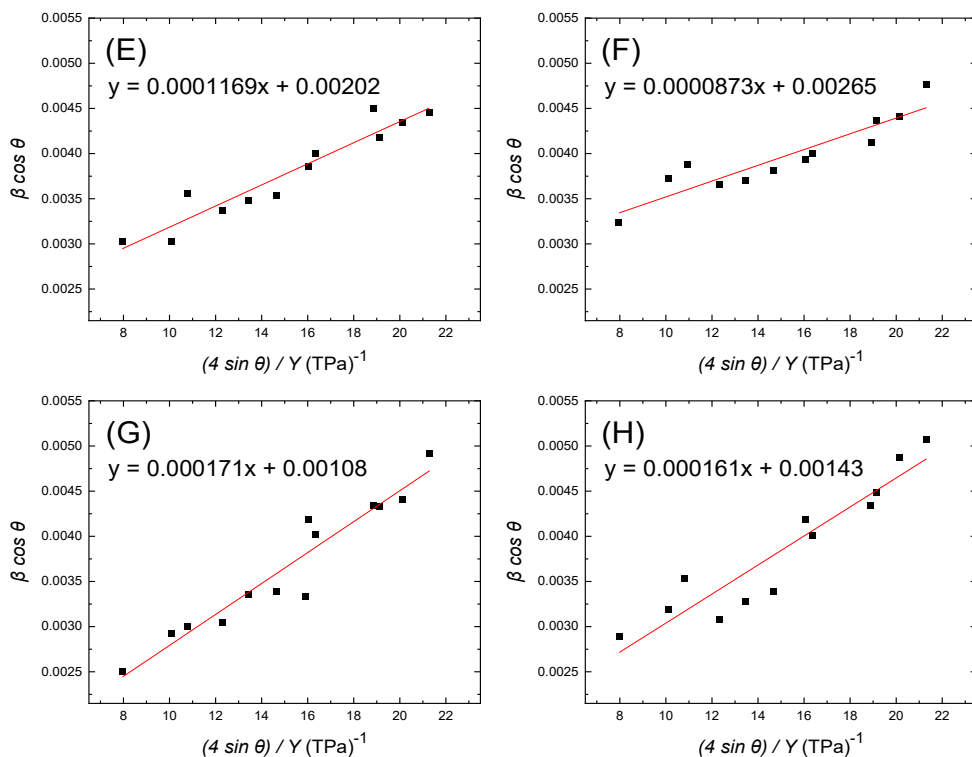 (E)
y = 0.0001169x + 0.00202
0.0055
0.0050
0.0045
0.0040
0.0035
0.0030
0.0025
β cos θ
8 10 12 14 16 18 20 22
(4 sin θ) / Y (TPa)⁻¹
(F)
y = 0.0000873x + 0.00265
0.0055
0.0050
0.0045
0.0040
0.0035
0.0030
0.0025
β cos θ
8 10 12 14 16 18 20 22
(4 sin θ) / Y (TPa)⁻¹
(G)
y = 0.000171x + 0.00108
0.0055
0.0050
0.0045
0.0040
0.0035
0.0030
0.0025
β cos θ
8 10 12 14 16 18 20 22
(4 sin θ) / Y (TPa)⁻¹
(H)
y = 0.000161x + 0.00143
0.0055
0.0050
0.0045
0.0040
0.0035
0.0030
0.0025
β cos θ
8 10 12 14 16 18 20 22
(4 sin θ) / Y (TPa)⁻¹